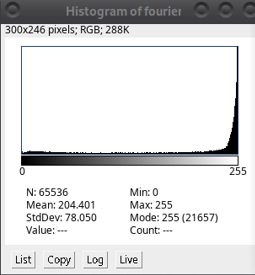 Histogram of fourier
300x246 pixels; RGB; 288K
0 255
N: 65536 Min: 0
Mean: 204.401 Max: 255
StdDev: 78.050 Mode: 255 (21657)
Value: --- Count: ---
List Copy Log Live